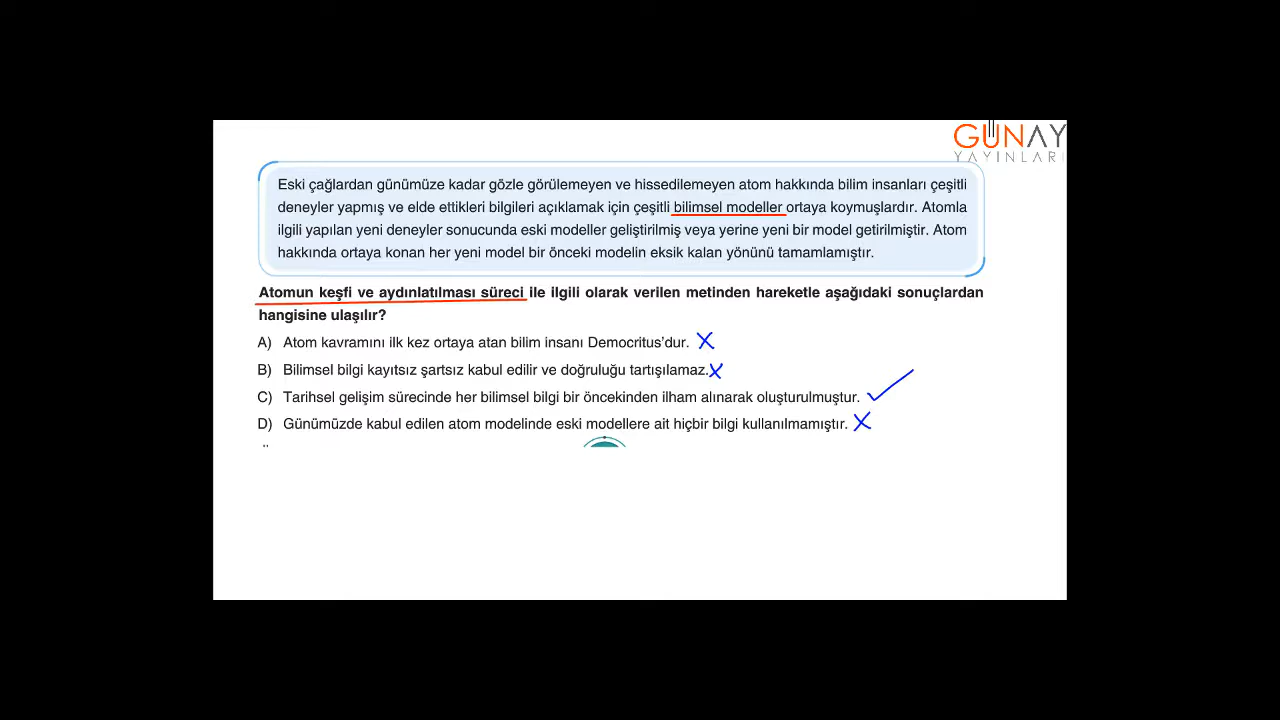 GÜNAY
YAYINLARI
Eski çağlardan günümüze kadar gözle görülemeyen ve hissedilemeyen atom hakkında bilim insanları çeşitli
deneyler yapmış ve elde ettikleri bilgileri açıklamak için çeşitli bilimsel modeller ortaya koymuşlardır. Atomla
ilgili yapılan yeni deneyler sonucunda eski modeller geliştirilmiş veya yerine yeni bir model getirilmiştir. Atom
hakkında ortaya konan her yeni model bir önceki modelin eksik kalan yönünü tamamlamıştır.
Atomun keşfi ve aydınlatılması süreci ile ilgili olarak verilen metinden hareketle aşağıdaki sonuçlardan
hangisine ulaşılır?
A) Atom kavramını ilk kez ortaya atan bilim insanı Democritus'dur.
B) Bilimsel bilgi kayıtsız şartsız kabul edilir ve doğruluğu tartışılamaz.
C) Tarihsel gelişim sürecinde her bilimsel bilgi bir öncekinden ilham alınarak oluşturulmuştur.
D) Günümüzde kabul edilen atom modelinde eski modellere ait hiçbir bilgi kullanılmamıştır.